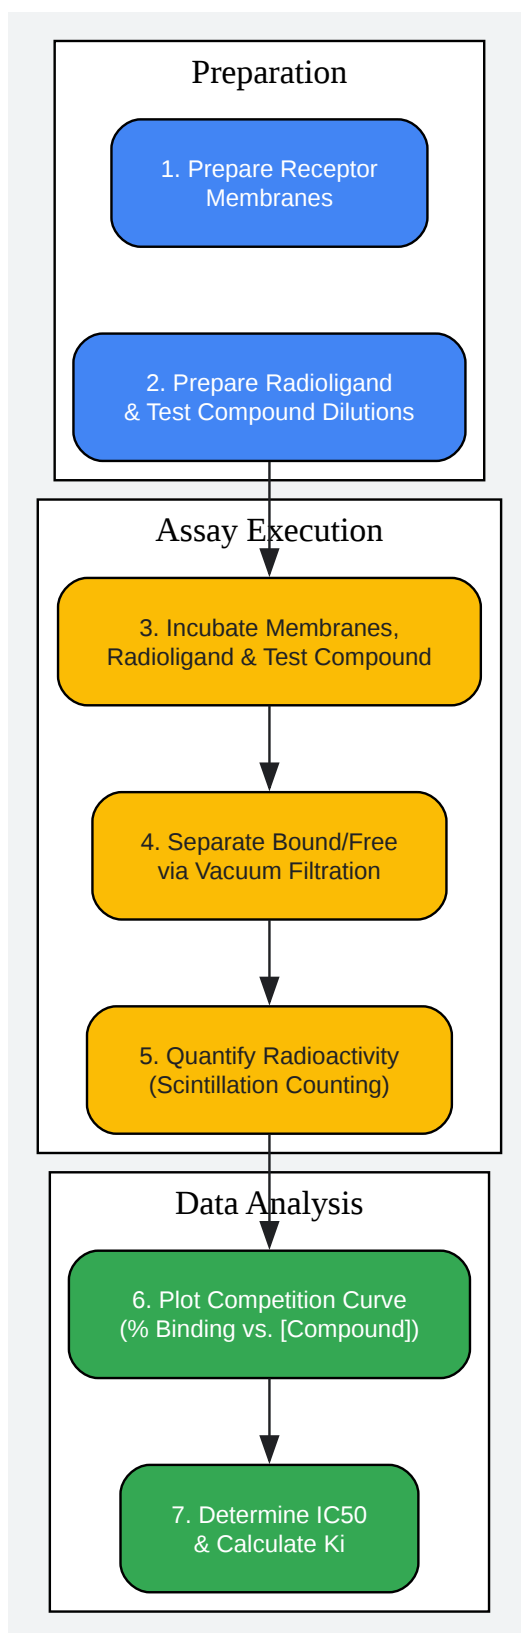 Preparation
1. Prepare Receptor
Membranes
2. Prepare Radioligand
& Test Compound Dilutions
Assay Execution
3. Incubate Membranes,
Radioligand & Test Compound
4. Separate Bound/Free
via Vacuum Filtration
5. Quantify Radioactivity
(Scintillation Counting)
Data Analysis
6. Plot Competition Curve
(% Binding vs. [Compound])
7. Determine IC50
& Calculate Ki